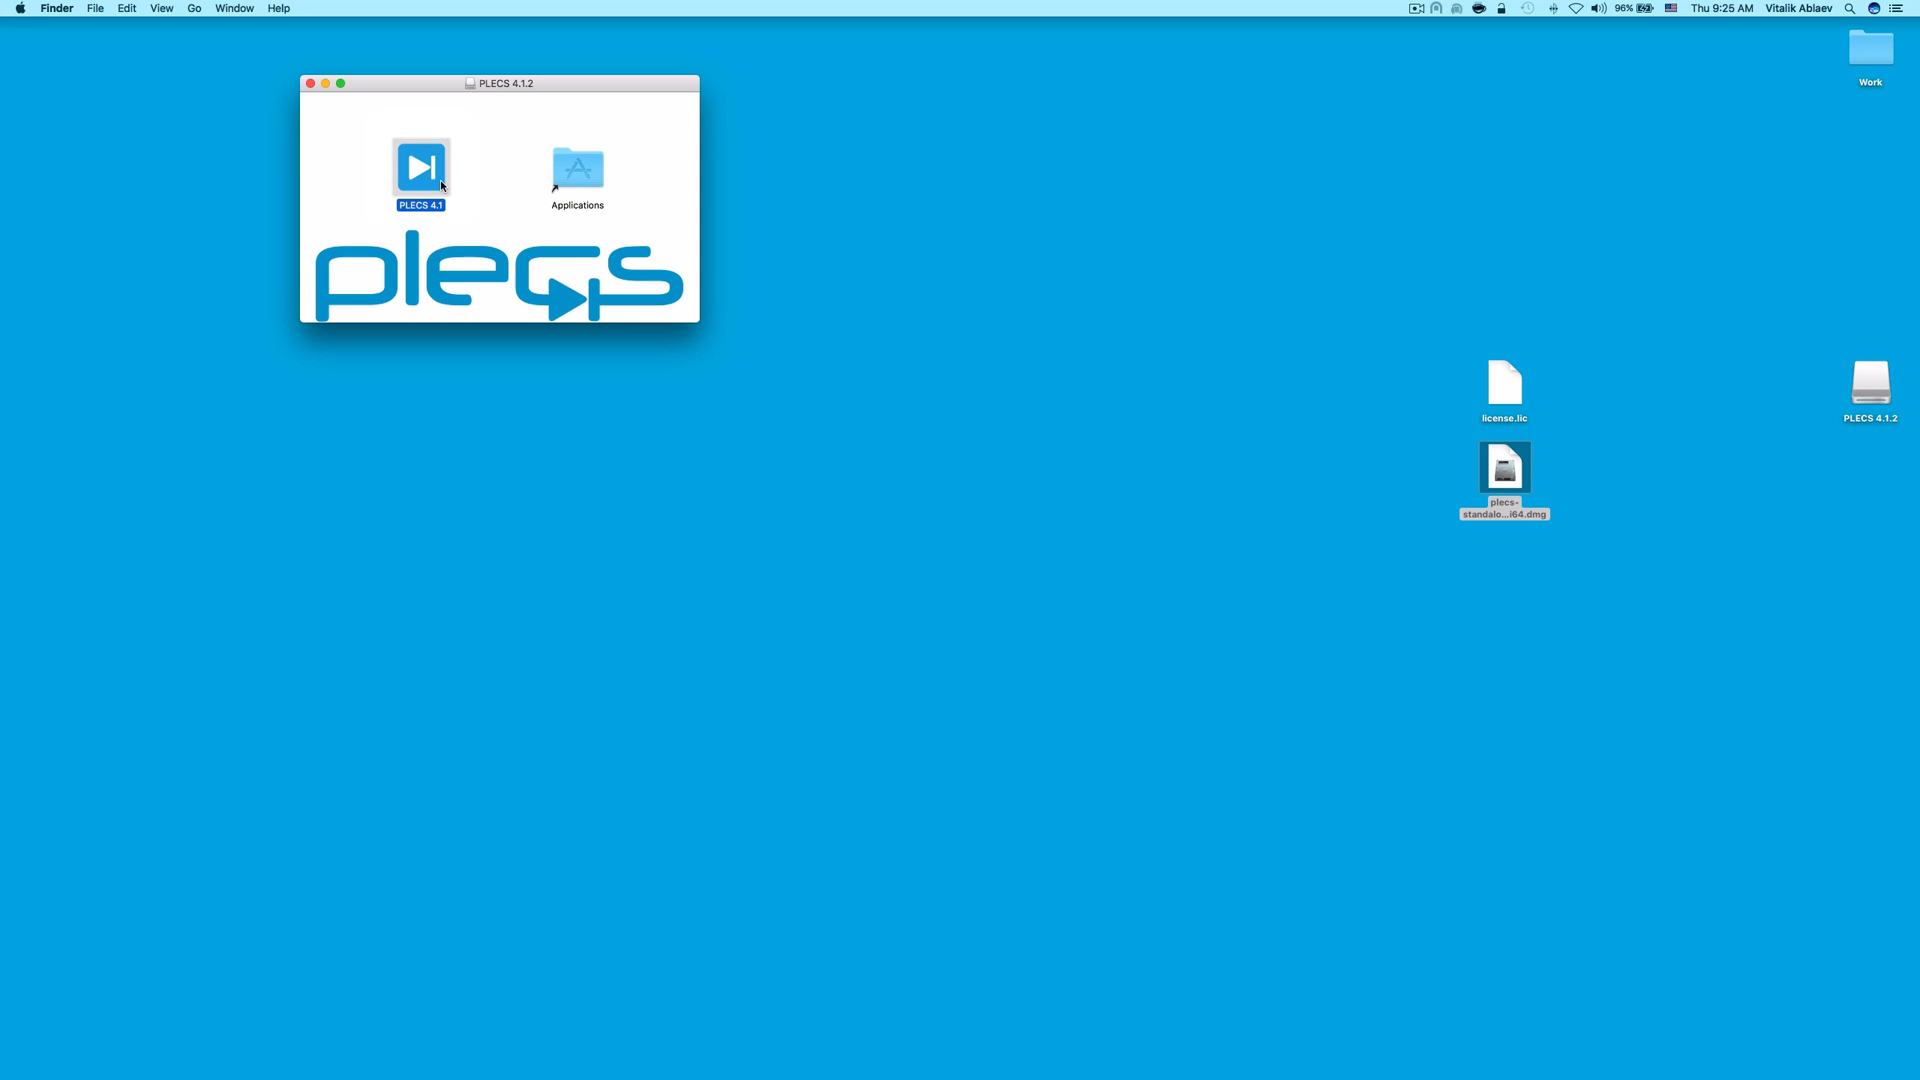 Finder File Edit View Go Window Help 96% Thu 9:25 AM Vitalik Ablaev
Work
PLECS 4.1.2
PLECS 4.1
Applications
plecs
license.lic
PLECS 4.1.2
plecs-
standalo...i64.dmg